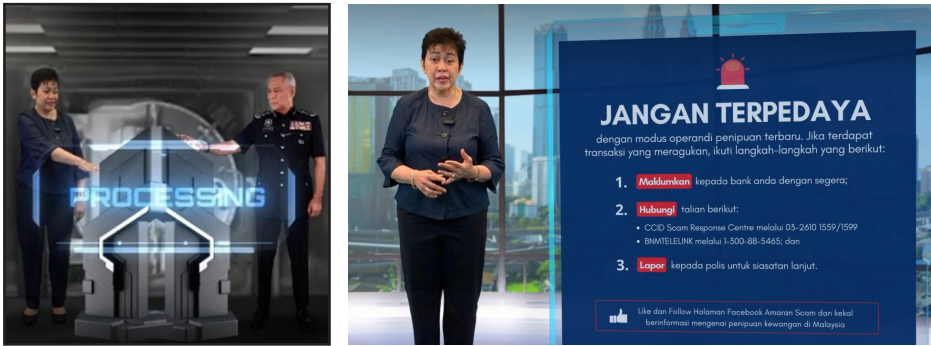 PROCESSING
JANGAN TERPEDAYA
dengan modus operandi penipuan terbaru. Jika terdapat
transaksi yang meragukan, ikuti langkah-langkah yang berikut:
1. Maklumkan kepada bank anda dengan segera;
2. Hubungi talian berikut:
• CCID Scam Response Centre melalui 03-2610 1559/1599
• BNMTELELINK melalui 1-300-88-5465; dan
3. Lapor kepada polis untuk siasatan lanjut.
Like dan Follow Halaman Facebook Amaran Scam dan kekal
berinformasi mengenai penipuan kewangan di Malaysia